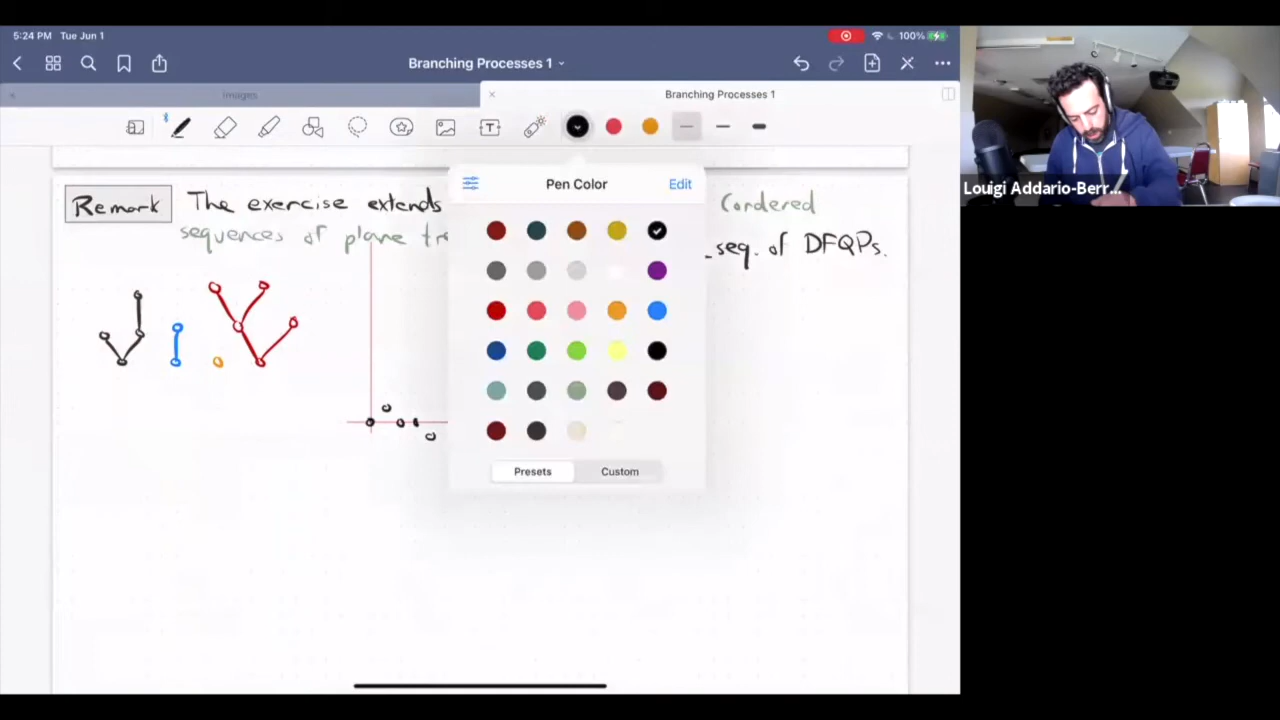 5:24 PM Tue Jun 1
100%
Branching Processes 1
Images
Branching Processes 1
Pen Color
Edit
Remark The exercise extends (ordered
sequences of plane seq. of DFQPs.
Presets Custom
Louigi Addario-Berr...